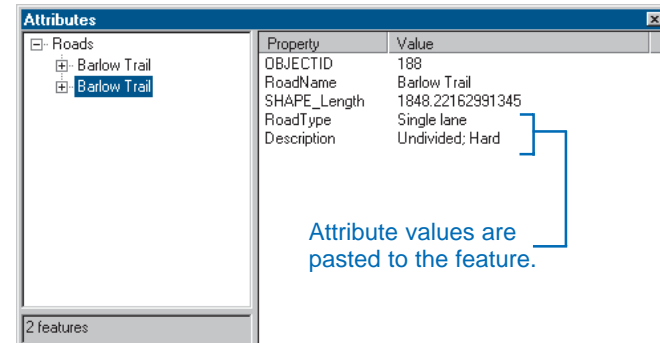 Attributes
Roads
Barlow Trail
Barlow Trail
2 features
Property Value
OBJECTID 188
RoadName Barlow Trail
SHAPE_Length 1848.22162991345
RoadType Single lane
Description Undivided; Hard
Attribute values are
pasted to the feature.